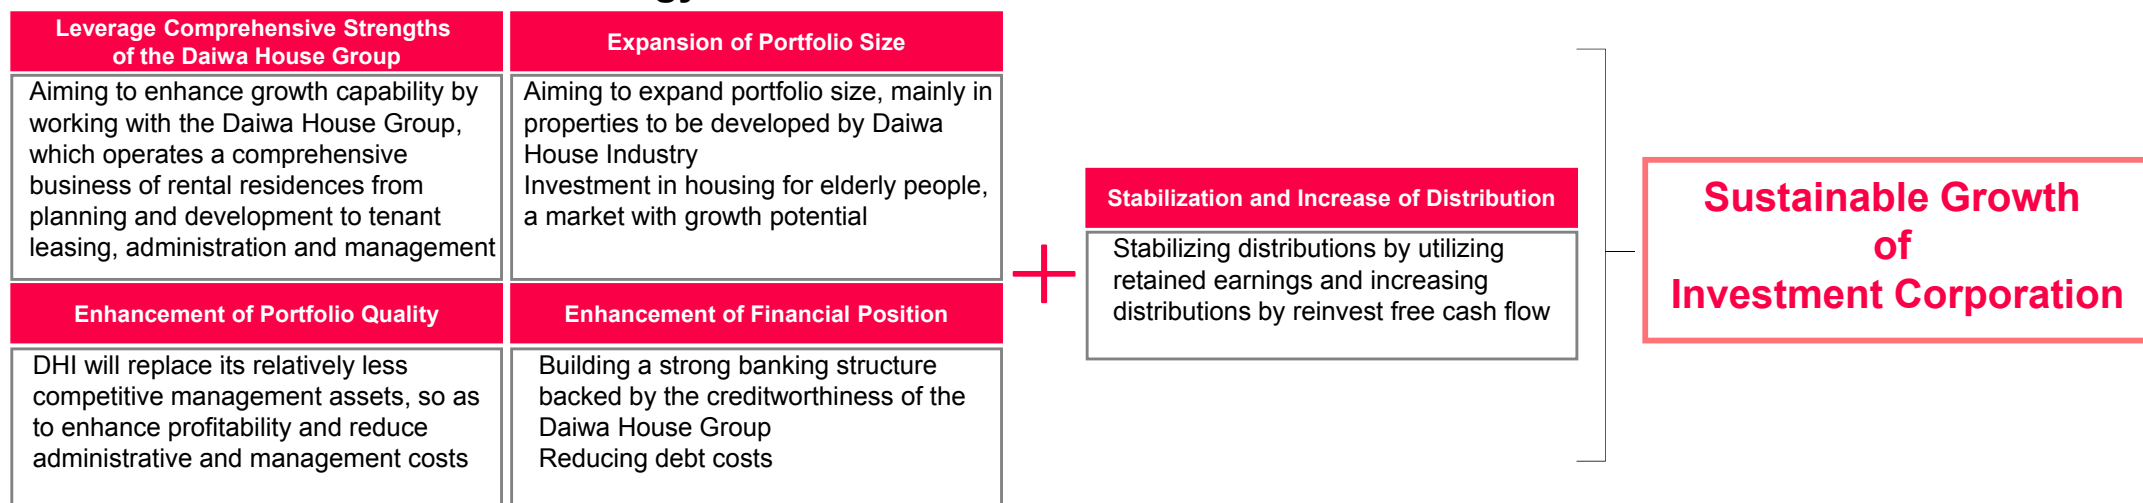 Leverage Comprehensive Strengths
of the Daiwa House Group
Aiming to enhance growth capability by
working with the Daiwa House Group,
which operates a comprehensive
business of rental residences from
planning and development to tenant
leasing, administration and management
Expansion of Portfolio Size
Aiming to expand portfolio size, mainly in
properties to be developed by Daiwa
House Industry
Investment in housing for elderly people,
a market with growth potential
Enhancement of Portfolio Quality
DHI will replace its relatively less
competitive management assets, so as
to enhance profitability and reduce
administrative and management costs
Enhancement of Financial Position
Building a strong banking structure
backed by the creditworthiness of the
Daiwa House Group
Reducing debt costs
Stabilization and Increase of Distribution
Stabilizing distributions by utilizing
retained earnings and increasing
distributions by reinvest free cash flow
Sustainable Growth
of
Investment Corporation